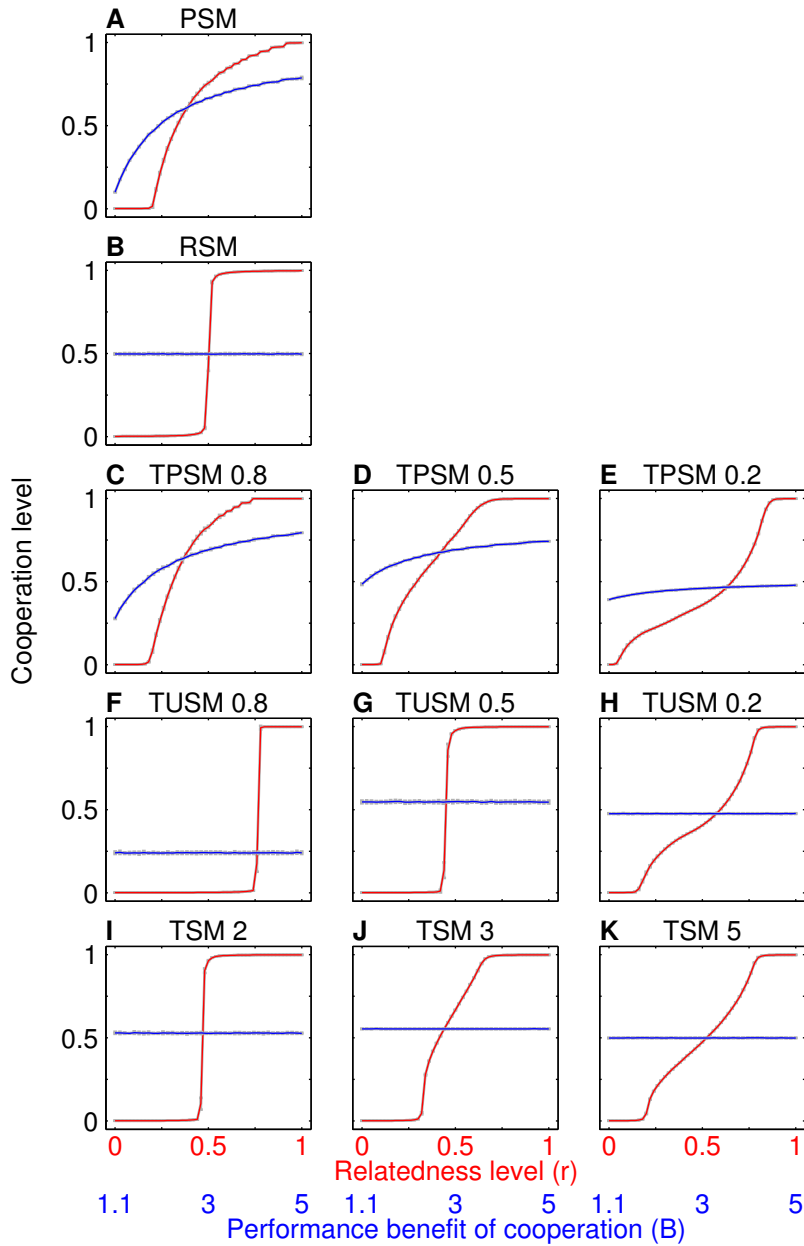 A PSM
1
0.5
0
B RSM
1
0.5
0
C TPSM 0.8
D TPSM 0.5
E TPSM 0.2
1
0.5
0
Cooperation level
F TUSM 0.8
G TUSM 0.5
H TUSM 0.2
1
0.5
0
I TSM 2
J TSM 3
K TSM 5
1
0.5
0
0 0.5 1 0 0.5 1 0 0.5 1
Relatedness level (r)
1.1 3 5 1.1 3 5 1.1 3 5
Performance benefit of cooperation (B)